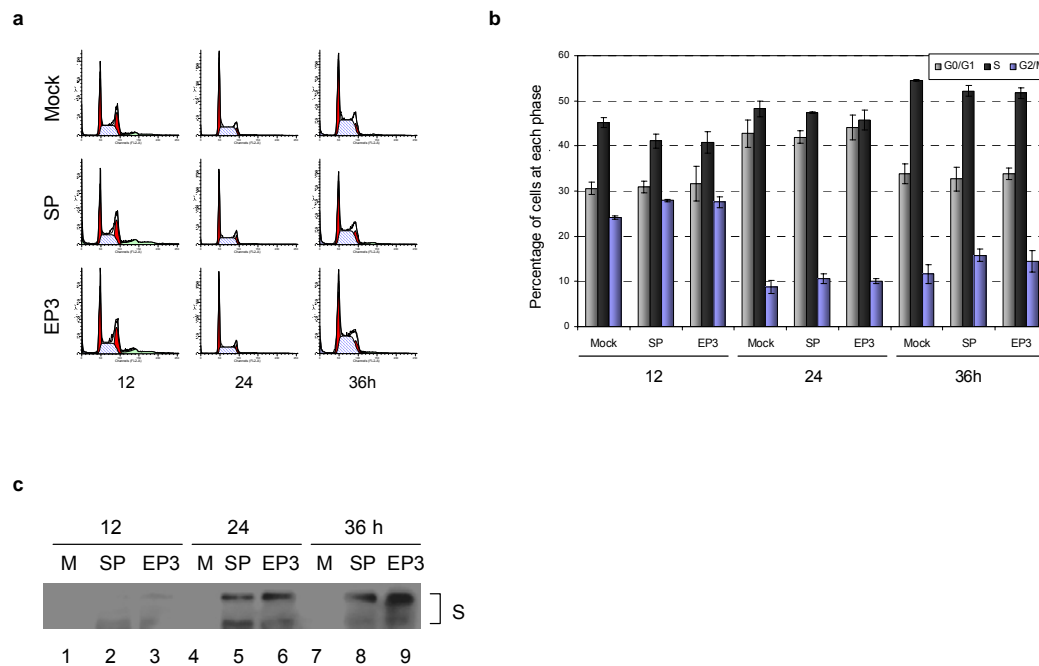 a
Mock
SP
EP3
12 24 36h
b
Percentage of cells at each phase
60
50
40
30
20
10
0
G0/G1 S G2/M
Mock SP EP3 Mock SP EP3 Mock SP EP3
12 24 36h
c
12 24 36 h
M SP EP3 M SP EP3 M SP EP3
S
1 2 3 4 5 6 7 8 9